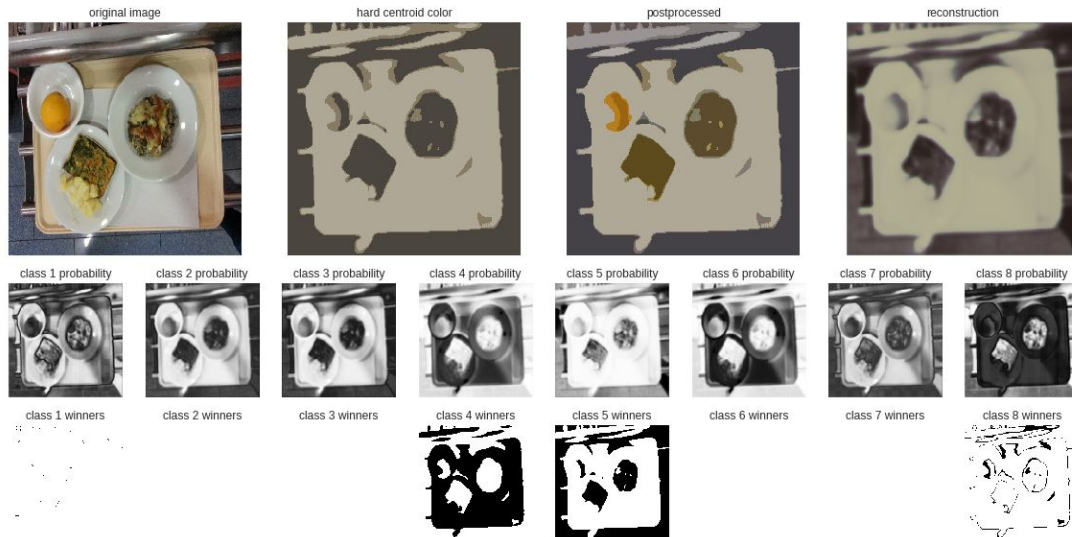 original image
hard centroid color
postprocessed
reconstruction
class 1 probability
class 2 probability
class 3 probability
class 4 probability
class 5 probability
class 6 probability
class 7 probability
class 8 probability
class 1 winners
class 2 winners
class 3 winners
class 4 winners
class 5 winners
class 6 winners
class 7 winners
class 8 winners